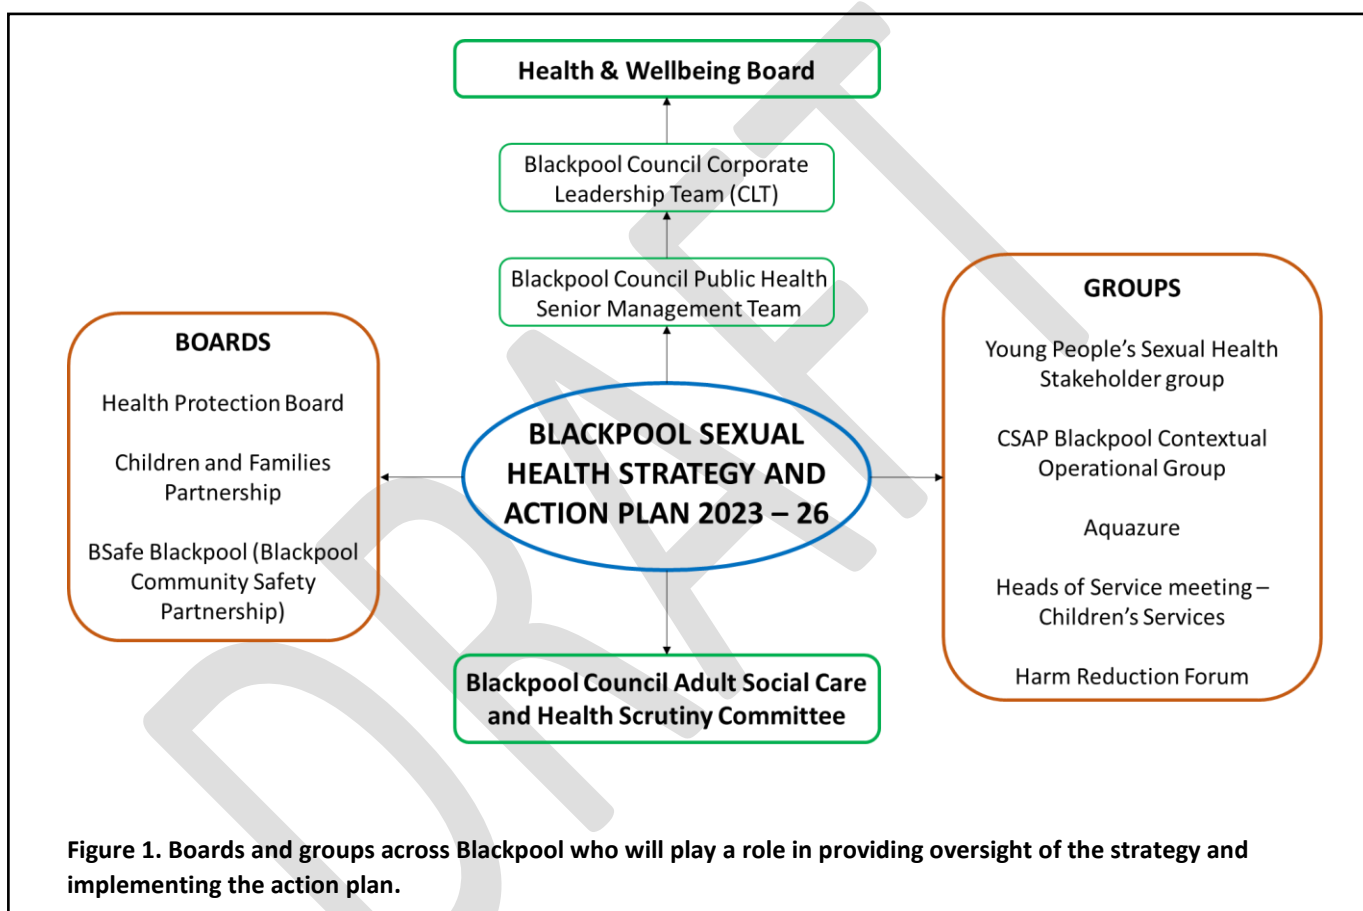 Health & Wellbeing Board
Blackpool Council Corporate
Leadership Team (CLT)
Blackpool Council Public Health
Senior Management Team
BOARDS
Health Protection Board
Children and Families
Partnership
BSafe Blackpool (Blackpool
Community Safety
Partnership)
BLACKPOOL SEXUAL
HEALTH STRATEGY AND
ACTION PLAN 2023 – 26
GROUPS
Young People’s Sexual Health
Stakeholder group
CSAP Blackpool Contextual
Operational Group
Aquazure
Heads of Service meeting –
Children’s Services
Harm Reduction Forum
Blackpool Council Adult Social Care
and Health Scrutiny Committee
DRAFT
Figure 1. Boards and groups across Blackpool who will play a role in providing oversight of the strategy and
implementing the action plan.